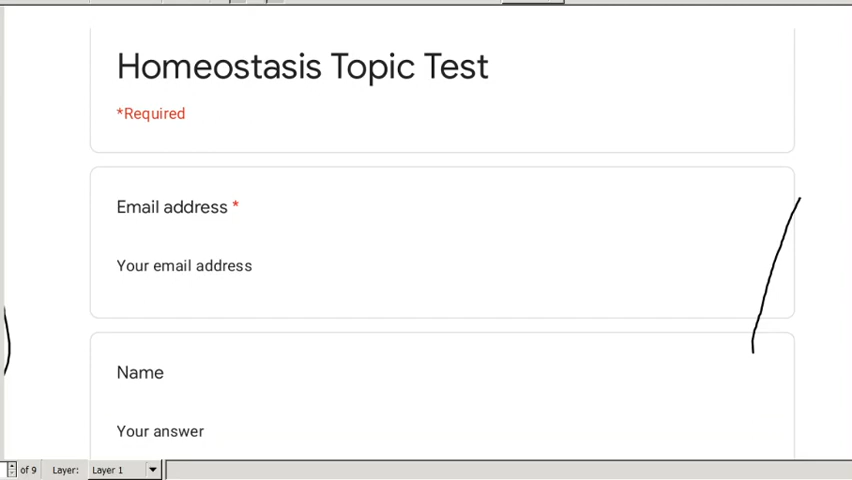 Homeostasis Topic Test
*Required
Email address *
Your email address
Name
Your answer
of 9 Layer: Layer 1